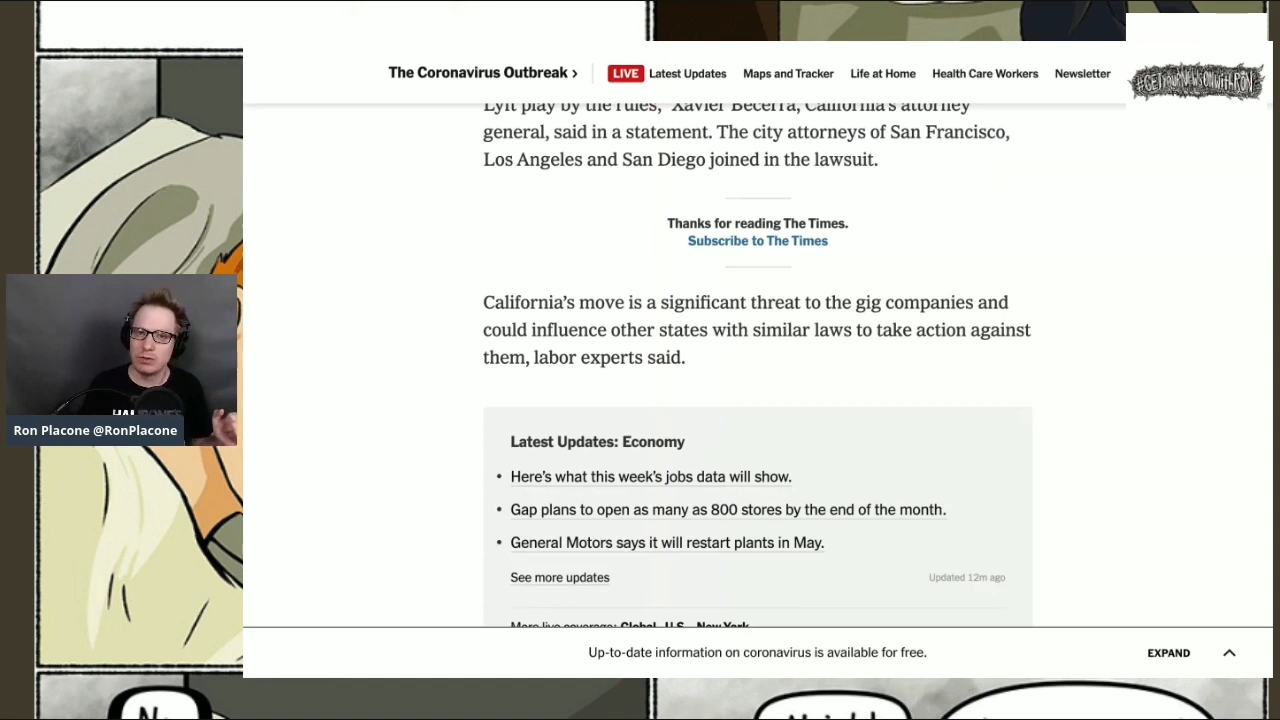 The Coronavirus Outbreak ›
LIVE Latest Updates Maps and Tracker Life at Home Health Care Workers Newsletter
#GETYOURNEWSONWITHRON
Lyft play by the rules,” Xavier Becerra, California’s attorney
general, said in a statement. The city attorneys of San Francisco,
Los Angeles and San Diego joined in the lawsuit.
Thanks for reading The Times.
Subscribe to The Times
California’s move is a significant threat to the gig companies and
could influence other states with similar laws to take action against
them, labor experts said.
Ron Placone @RonPlacone
Latest Updates: Economy
• Here’s what this week’s jobs data will show.
• Gap plans to open as many as 800 stores by the end of the month.
• General Motors says it will restart plants in May.
See more updates
Updated 12m ago
More live coverage: Global U.S. New York
Up-to-date information on coronavirus is available for free.
EXPAND